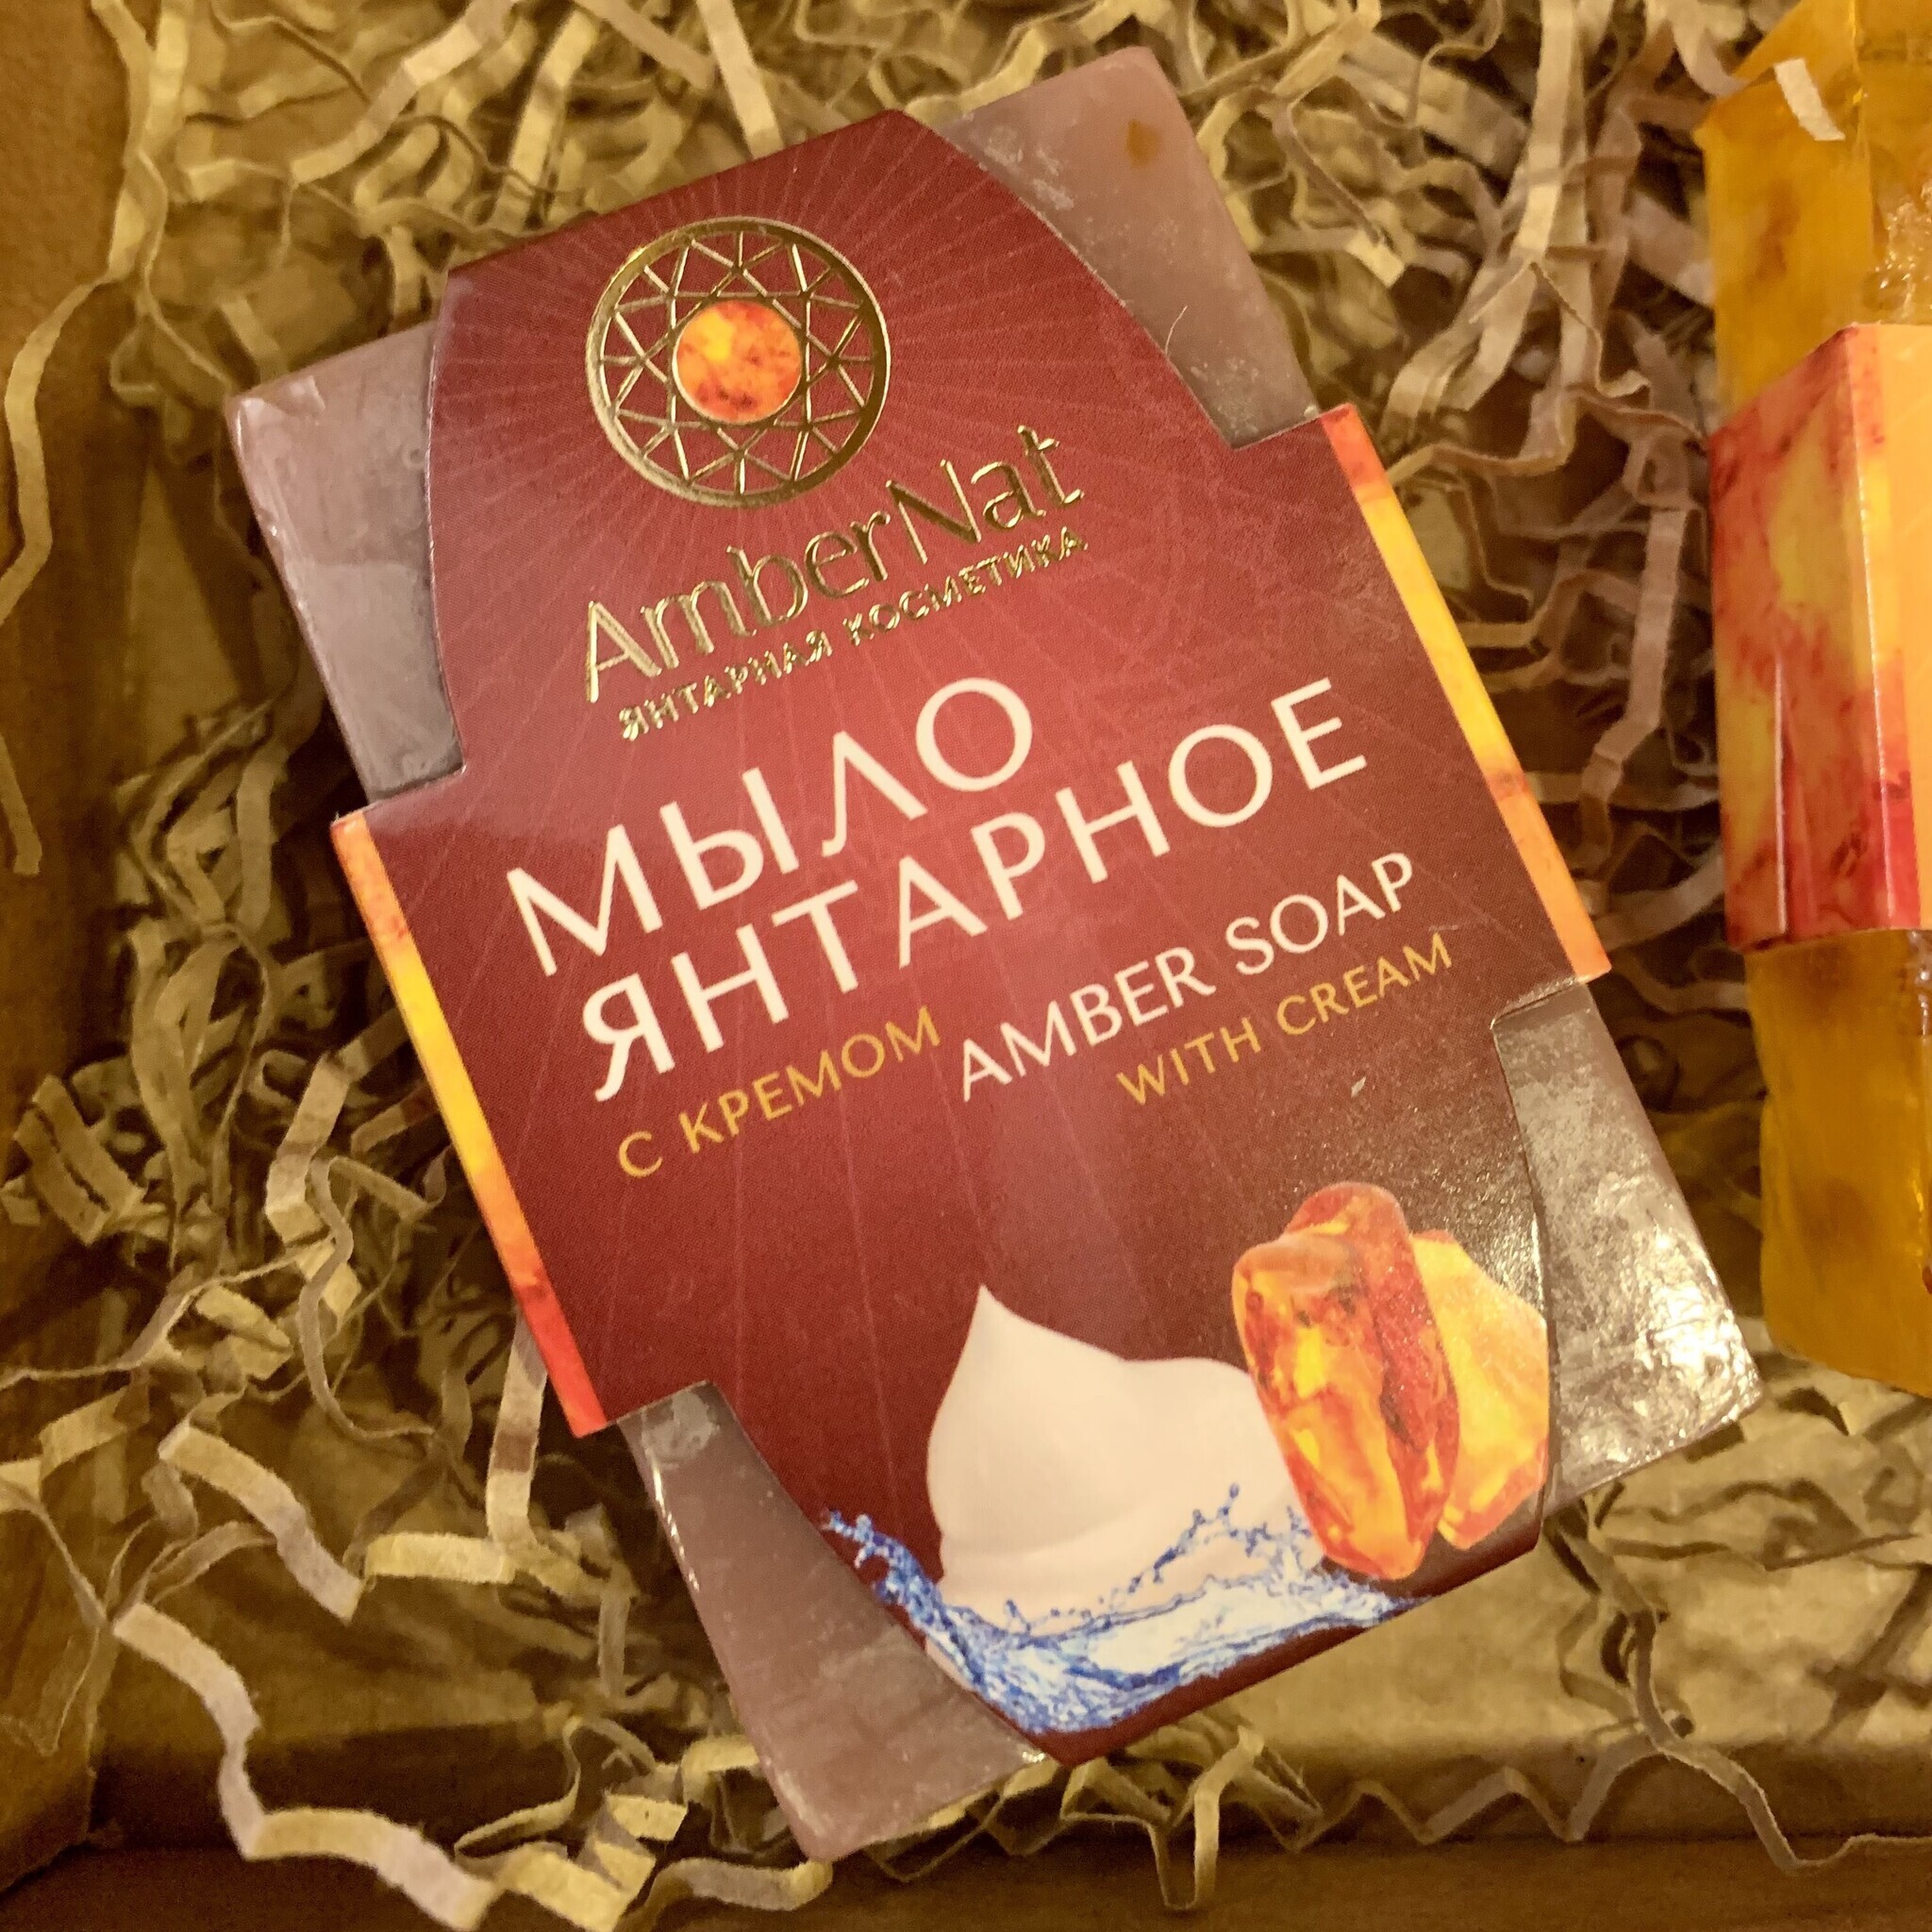 AmberNat
ЯНТАРНАЯ КОСМЕТИКА
МЫЛО
ЯНТАРНОЕ
С КРЕМОМ
AMBER SOAP
WITH CREAM